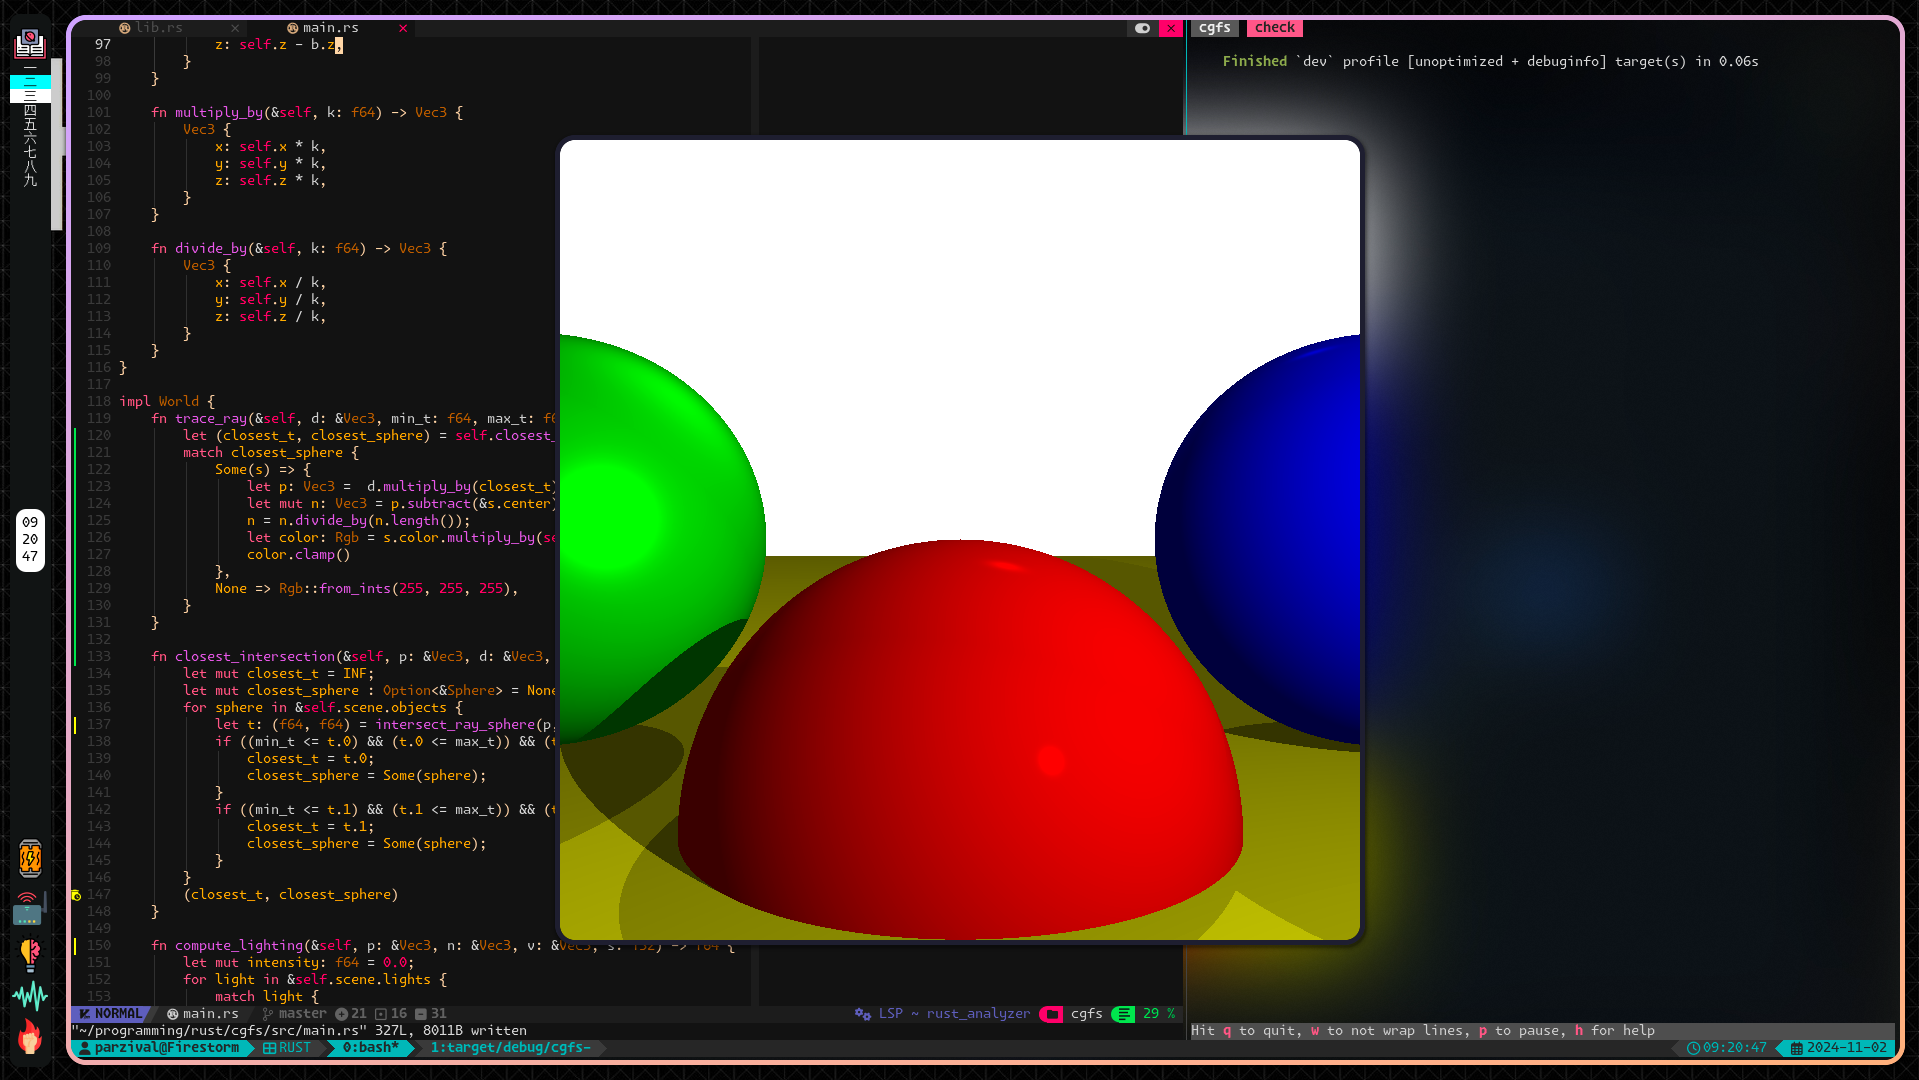 lib.rs × main.rs ×
cgfs check
Finished `dev` profile [unoptimized + debuginfo] target(s) in 0.06s
一
二
三
四
五
六
七
八
九
09
20
47
97 z: self.z - b.z,
98 }
99 }
100
101 fn multiply_by(&self, k: f64) -> Vec3 {
102 Vec3 {
103 x: self.x * k,
104 y: self.y * k,
105 z: self.z * k,
106 }
107 }
108
109 fn divide_by(&self, k: f64) -> Vec3 {
110 Vec3 {
111 x: self.x / k,
112 y: self.y / k,
113 z: self.z / k,
114 }
115 }
116 }
117
118 impl World {
119 fn trace_ray(&self, d: &Vec3, min_t: f64, max_t: f6
120 let (closest_t, closest_sphere) = self.closest_
121 match closest_sphere {
122 Some(s) => {
123 let p: Vec3 = d.multiply_by(closest_t)
124 let mut n: Vec3 = p.subtract(&s.center)
125 n = n.divide_by(n.length());
126 let color: Rgb = s.color.multiply_by(se
127 color.clamp()
128 },
129 None => Rgb::from_ints(255, 255, 255),
130 }
131 }
132
133 fn closest_intersection(&self, p: &Vec3, d: &Vec3,
134 let mut closest_t = INF;
135 let mut closest_sphere : Option<&Sphere> = None
136 for sphere in &self.scene.objects {
137 let t: (f64, f64) = intersect_ray_sphere(p,
138 if ((min_t <= t.0) && (t.0 <= max_t)) && (t
139 closest_t = t.0;
140 closest_sphere = Some(sphere);
141 }
142 if ((min_t <= t.1) && (t.1 <= max_t)) && (t
143 closest_t = t.1;
144 closest_sphere = Some(sphere);
145 }
146 }
147 (closest_t, closest_sphere)
148 }
149
150 fn compute_lighting(&self, p: &Vec3, n: &Vec3, v: &Vec3, s: f32) -> f64 {
151 let mut intensity: f64 = 0.0;
152 for light in &self.scene.lights {
153 match light {
NORMAL main.rs master 21 16 31 LSP ~ rust_analyzer cgfs 29 %
"~/programming/rust/cgfs/src/main.rs" 327L, 8011B written
Hit q to quit, w to not wrap lines, p to pause, h for help
parzival@Firestorm RUST 0:bash* 1:target/debug/cgfs- 09:20:47 2024-11-02